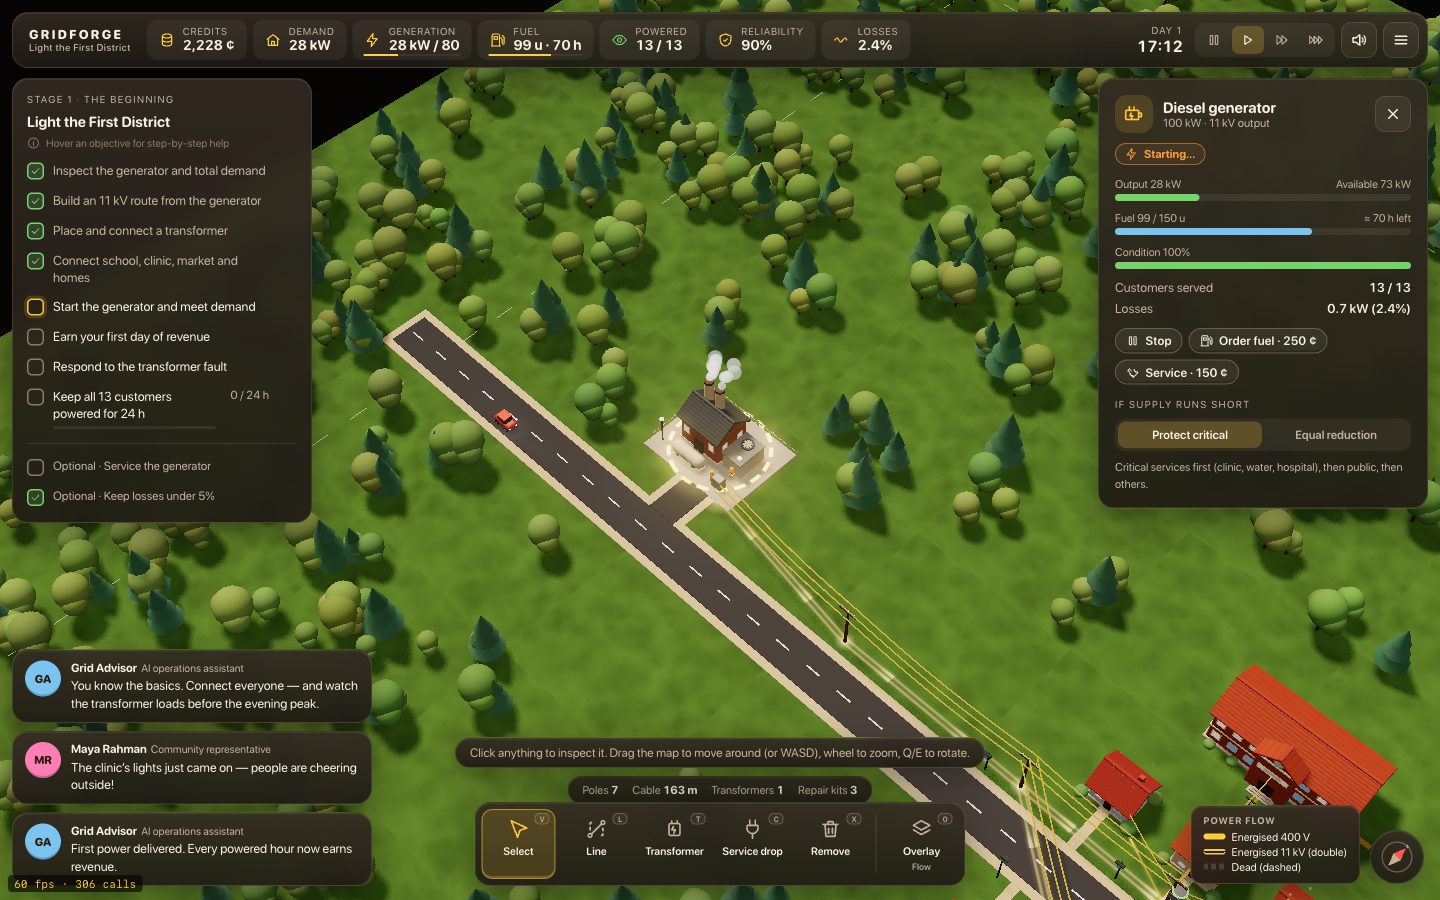 GRIDFORGE
Light the First District
CREDITS
2,228 ¢
DEMAND
28 kW
GENERATION
28 kW / 80
FUEL
99 u · 70 h
POWERED
13 / 13
RELIABILITY
90%
LOSSES
2.4%
DAY 1
17:12
STAGE 1 · THE BEGINNING
Light the First District
Hover an objective for step-by-step help
Inspect the generator and total demand
Build an 11 kV route from the generator
Place and connect a transformer
Connect school, clinic, market and
homes
Start the generator and meet demand
Earn your first day of revenue
Respond to the transformer fault
Keep all 13 customers
powered for 24 h
0 / 24 h
Optional · Service the generator
Optional · Keep losses under 5%
Diesel generator
100 kW · 11 kV output
Starting...
Output 28 kW
Available 73 kW
Fuel 99 / 150 u
≈ 70 h left
Condition 100%
Customers served
13 / 13
Losses
0.7 kW (2.4%)
Stop
Order fuel · 250 ¢
Service · 150 ¢
IF SUPPLY RUNS SHORT
Protect critical
Equal reduction
Critical services first (clinic, water, hospital), then public, then
others.
GA
Grid Advisor AI operations assistant
You know the basics. Connect everyone — and watch
the transformer loads before the evening peak.
MR
Maya Rahman Community representative
The clinic's lights just came on — people are cheering
outside!
GA
Grid Advisor AI operations assistant
First power delivered. Every powered hour now earns
revenue.
60 fps · 306 calls
Click anything to inspect it. Drag the map to move around (or WASD), wheel to zoom, Q/E to rotate.
Poles 7 Cable 163 m Transformers 1 Repair kits 3
V
Select
L
Line
T
Transformer
C
Service drop
X
Remove
O
Overlay
Flow
POWER FLOW
Energised 400 V
Energised 11 kV (double)
Dead (dashed)